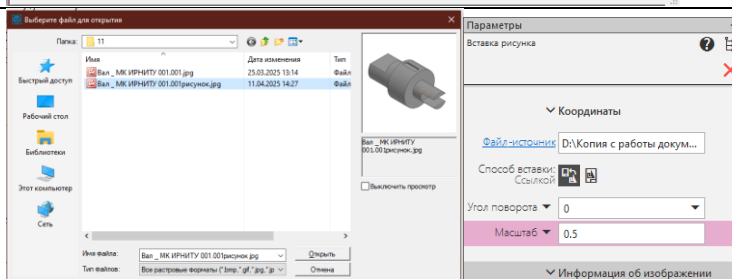 Выберите файл для открытия
Папка: 11
Имя
Дата изменения
Тип
Вал _ МК ИРНИТУ 001.001.jpg
25.03.2025 13:14
Файл
Вал _ МК ИРНИТУ 001.001рисунок.jpg
11.04.2025 14:27
Файл
Быстрый доступ
Рабочий стол
Библиотеки
Этот компьютер
Сеть
Вал _ МК ИРНИТУ
001.001рисунок.jpg
Выключить просмотр
Имя файла: Вал _ МК ИРНИТУ 001.001рисунок.jpg
Открыть
Тип файлов: Все растровые форматы (*.bmp,*.gif,*.jpg,*.jp
Отмена
Параметры
Вставка рисунка
Координаты
Файл-источник D:\Копия с работы докум...
Способ вставки:
Ссылкой
Угол поворота 0
Масштаб 0.5
Информация об изображении